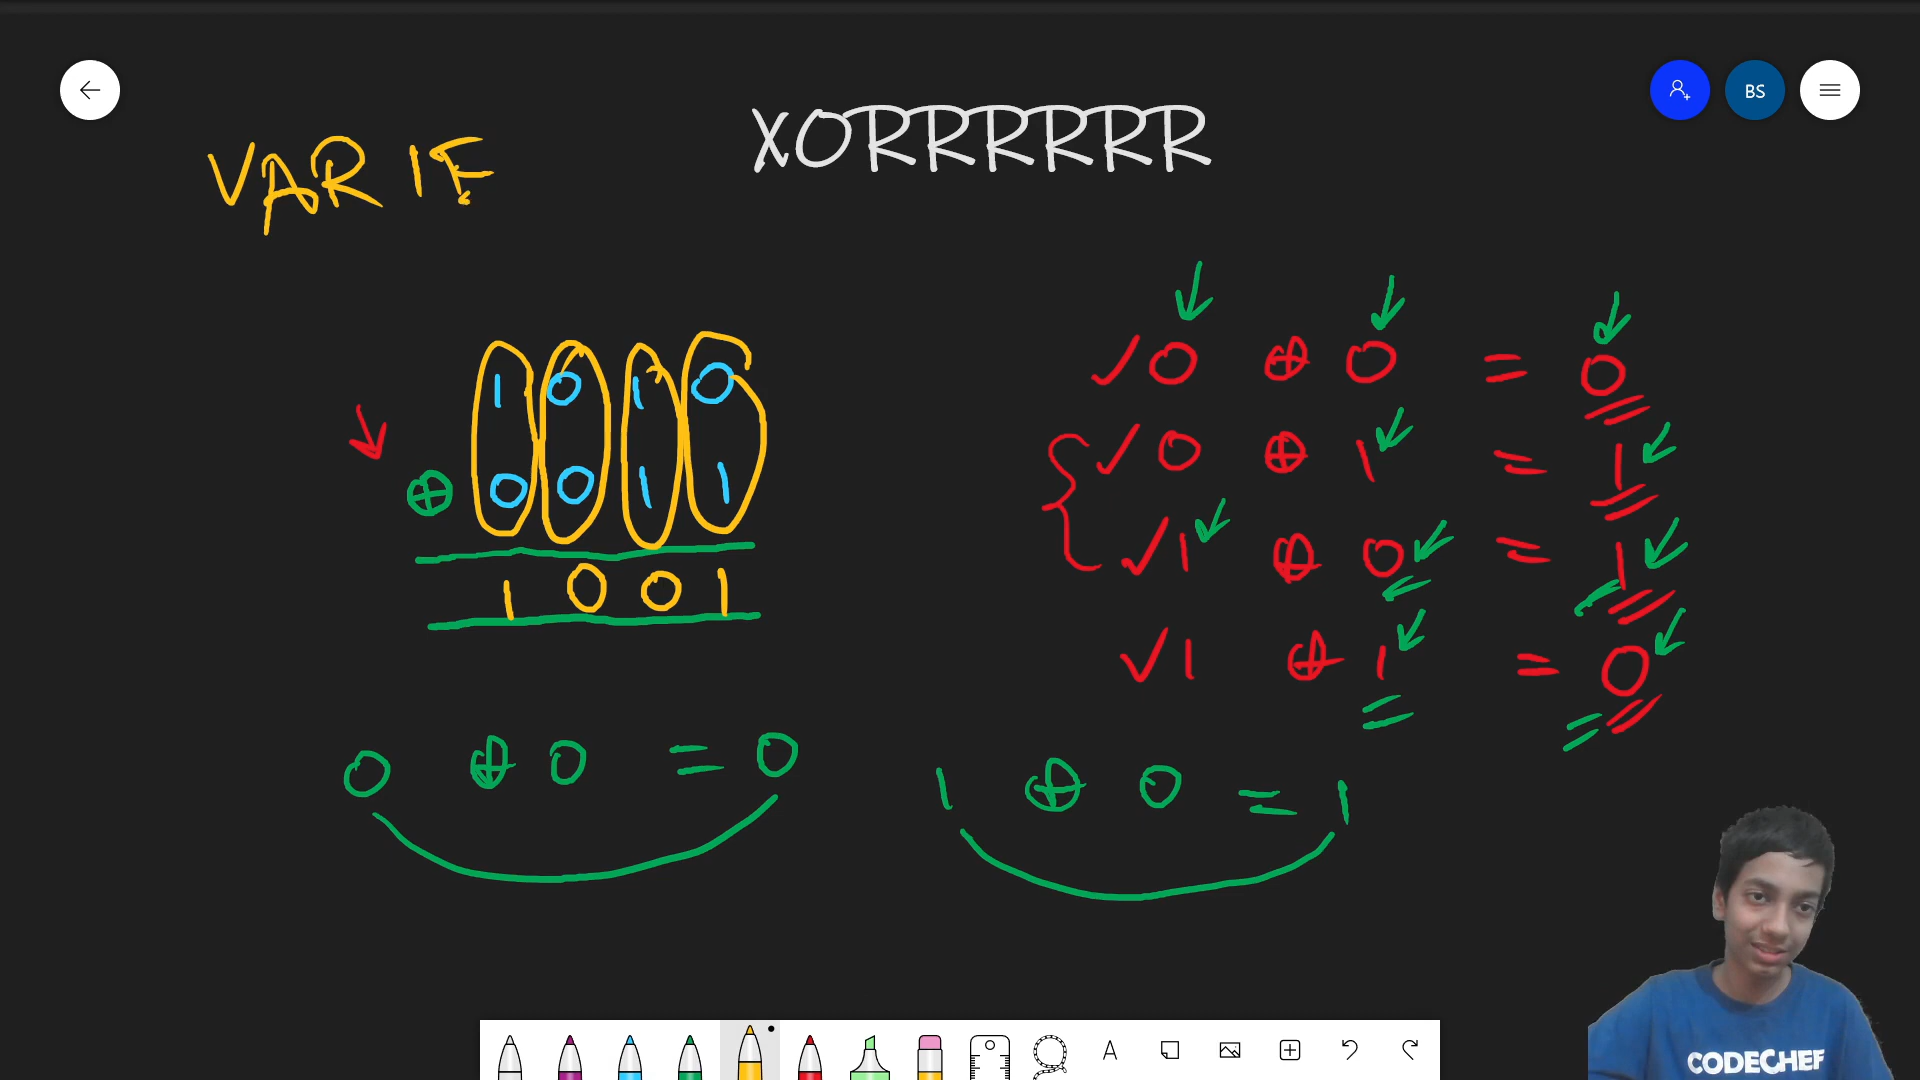 BS
XORRRRRR
VAR IF
0 ⊕ 0 = 0
0 ⊕ 1 = 1
1 ⊕ 0 = 1
1 ⊕ 1 = 0
1 0 1 0
⊕ 0 0 1 1
1 0 0 1
0 ⊕ 0 = 0
1 ⊕ 0 = 1
CODECHEF
A